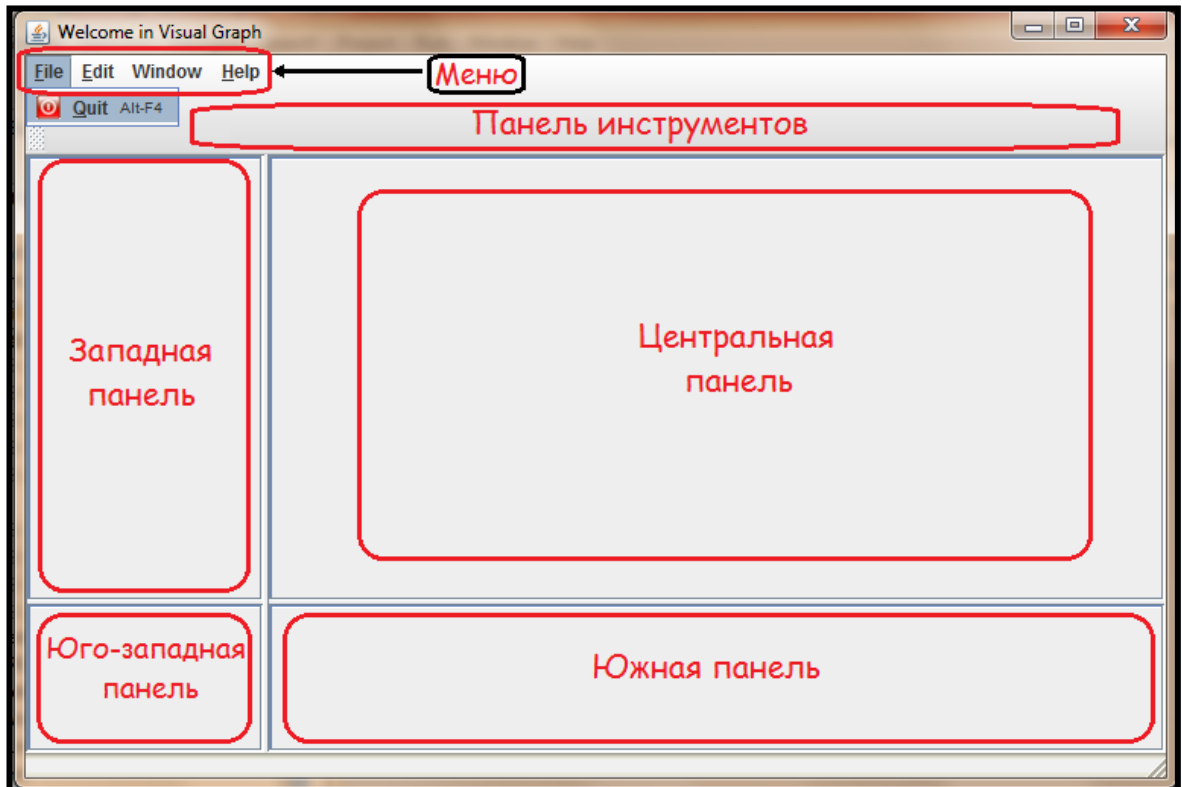 Welcome in Visual Graph
File Edit Window Help
Меню
Quit Alt-F4
Панель инструментов
Западная
панель
Центральная
панель
Юго-западная
панель
Южная панель